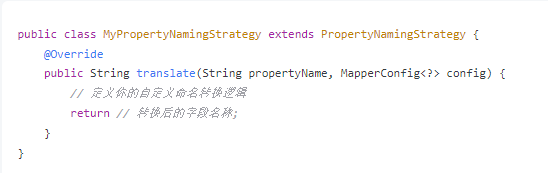 public class MyPropertyNamingStrategy extends PropertyNamingStrategy {
    @Override
    public String translate(String propertyName, MapperConfig<?> config) {
        // 定义你的自定义命名转换逻辑
        return // 转换后的字段名称;
    }
}